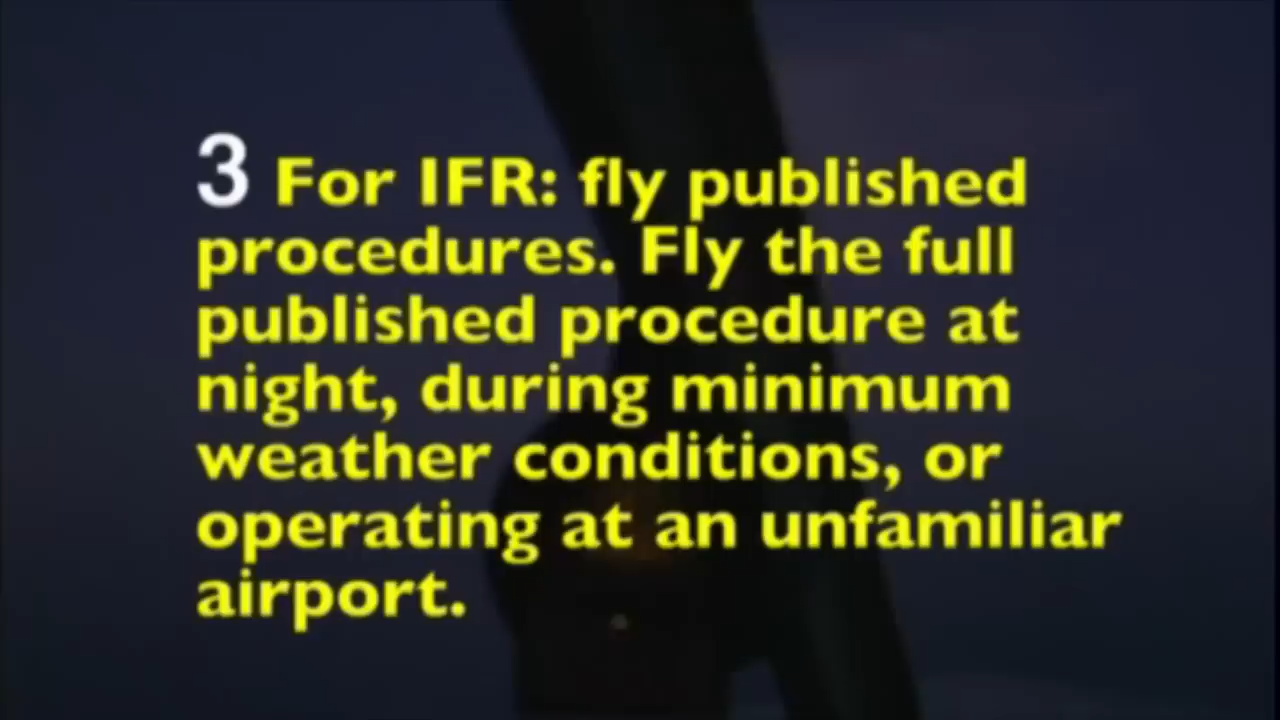 3 For IFR: fly published
procedures. Fly the full
published procedure at
night, during minimum
weather conditions, or
operating at an unfamiliar
airport.